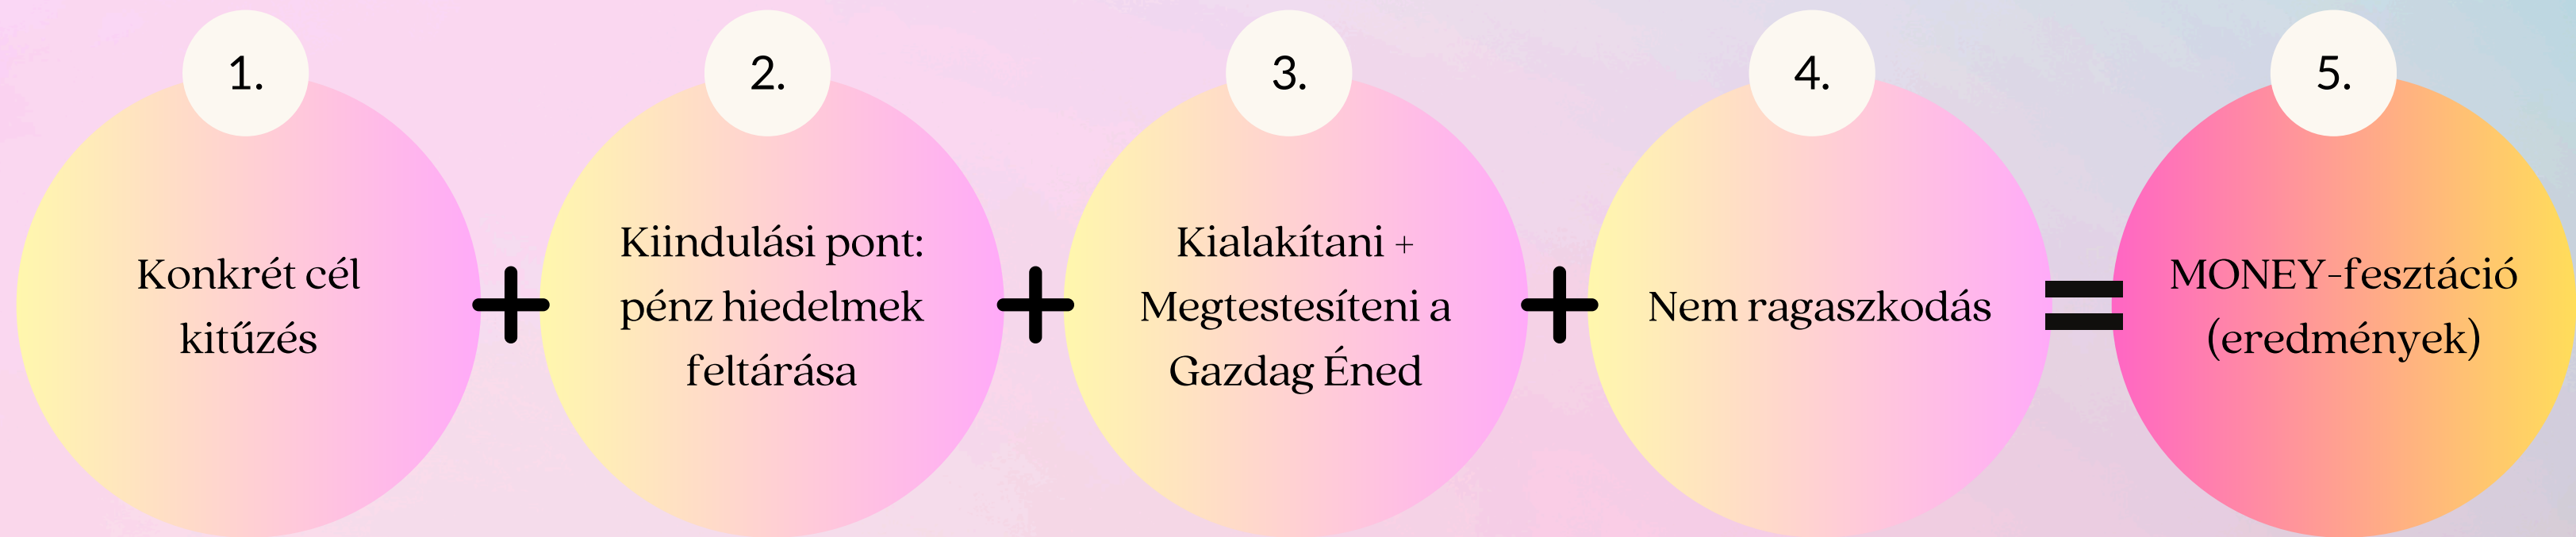 1.
Konkrét cél
kitűzés
+
2.
Kiindulási pont:
pénz hiedelmek
feltárása
+
3.
Kialakítani +
Megtestesíteni a
Gazdag Éned
+
4.
Nem ragaszkodás
=
5.
MONEY-fesztáció
(eredmények)